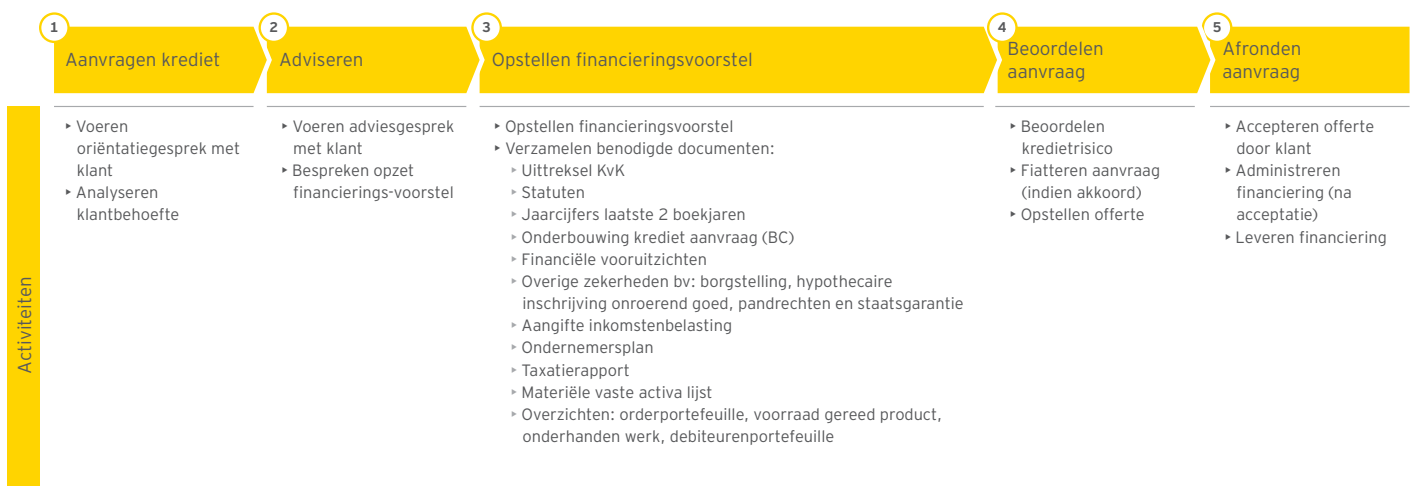 1
Aanvragen krediet
2
Adviseren
3
Opstellen financieringsvoorstel
4
Beoordelen
aanvraag
5
Afronden
aanvraag
Activiteiten
‣ Voeren
oriëntatiegesprek met
klant
‣ Analyseren
klantbehoefte
‣ Voeren adviesgesprek
met klant
‣ Bespreken opzet
financierings-voorstel
‣ Opstellen financieringsvoorstel
‣ Verzamelen benodigde documenten:
‣ Uittreksel KvK
‣ Statuten
‣ Jaarcijfers laatste 2 boekjaren
‣ Onderbouwing krediet aanvraag (BC)
‣ Financiële vooruitzichten
‣ Overige zekerheden bv: borgstelling, hypothecaire
inschrijving onroerend goed, pandrechten en staatsgarantie
‣ Aangifte inkomstenbelasting
‣ Ondernemersplan
‣ Taxatierapport
‣ Materiële vaste activa lijst
‣ Overzichten: orderportefeuille, voorraad gereed product,
onderhanden werk, debiteurenportefeuille
‣ Beoordelen
kredietrisico
‣ Fiatteren aanvraag
(indien akkoord)
‣ Opstellen offerte
‣ Accepteren offerte
door klant
‣ Administreren
financiering (na
acceptatie)
‣ Leveren financiering